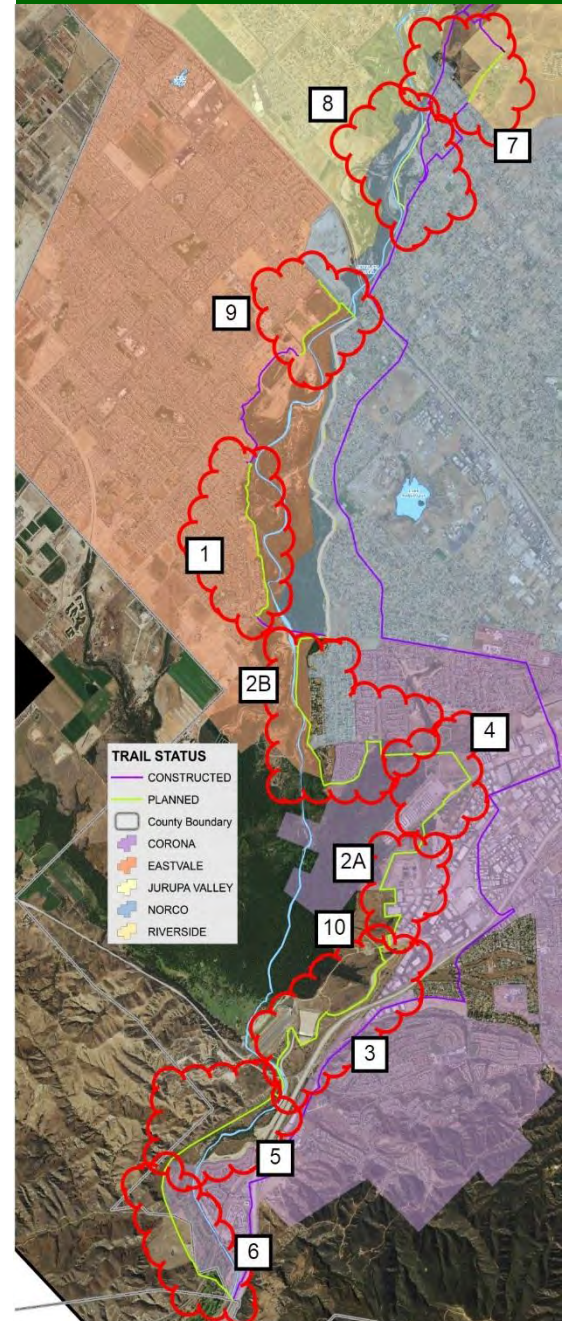 8
7
9
1
2B
4
TRAIL STATUS
CONSTRUCTED
PLANNED
County Boundary
CORONA
EASTVALE
JURUPA VALLEY
NORCO
RIVERSIDE
2A
10
3
5
6